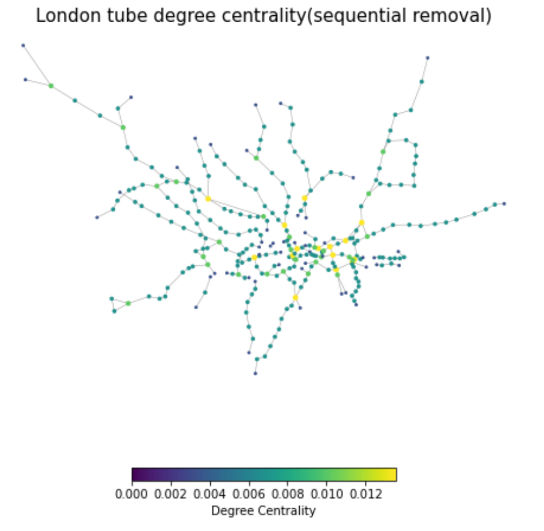 London tube degree centrality(sequential removal)
0.000 0.002 0.004 0.006 0.008 0.010 0.012
Degree Centrality